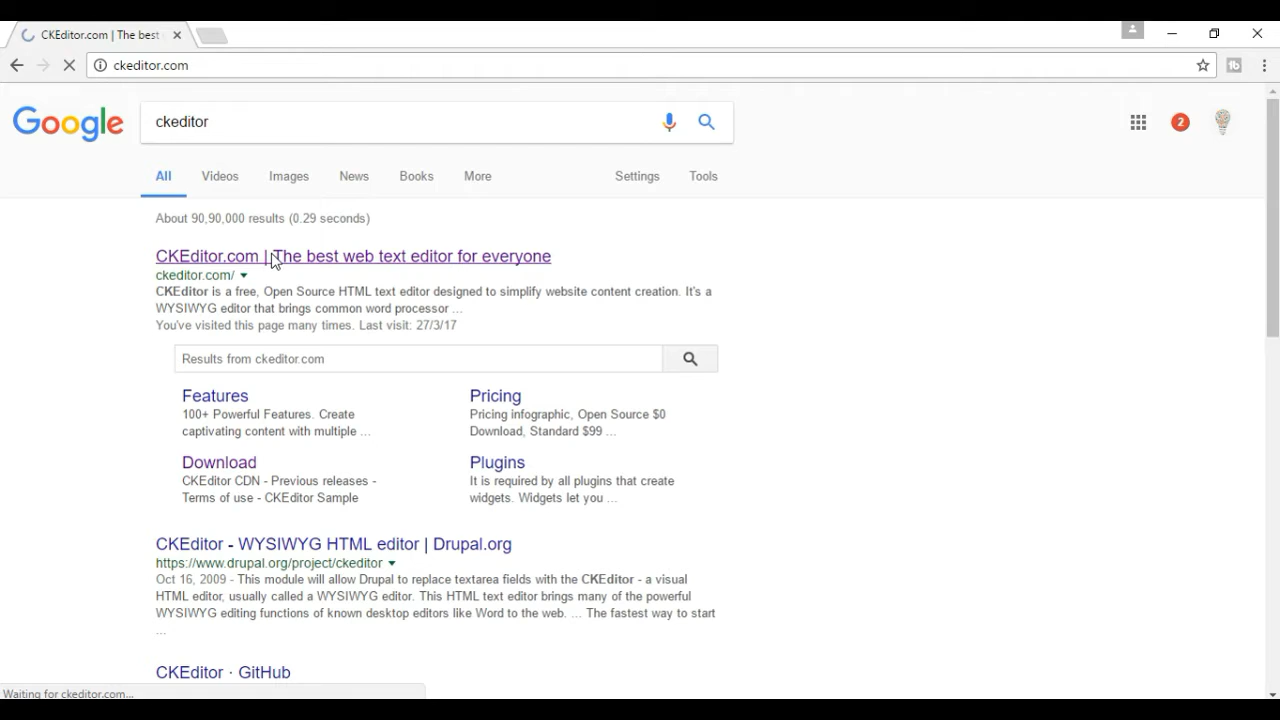 CKEditor.com | The best
ckeditor.com
Google
ckeditor
2
All Videos Images News Books More Settings Tools
About 90,90,000 results (0.29 seconds)
CKEditor.com | The best web text editor for everyone
ckeditor.com/
CKEditor is a free, Open Source HTML text editor designed to simplify website content creation. It's a
WYSIWYG editor that brings common word processor ...
You've visited this page many times. Last visit: 27/3/17
Results from ckeditor.com
Features
100+ Powerful Features. Create
captivating content with multiple ...
Pricing
Pricing infographic, Open Source $0
Download, Standard $99 ...
Download
CKEditor CDN - Previous releases -
Terms of use - CKEditor Sample
Plugins
It is required by all plugins that create
widgets. Widgets let you ...
CKEditor - WYSIWYG HTML editor | Drupal.org
https://www.drupal.org/project/ckeditor
Oct 16, 2009 - This module will allow Drupal to replace textarea fields with the CKEditor - a visual
HTML editor, usually called a WYSIWYG editor. This HTML text editor brings many of the powerful
WYSIWYG editing functions of known desktop editors like Word to the web. ... The fastest way to start
...
CKEditor · GitHub
Waiting for ckeditor.com...